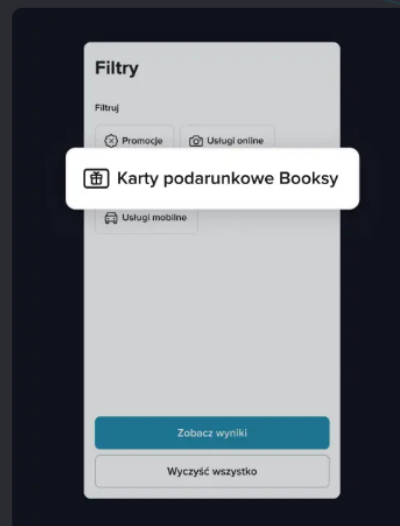 Filtry
Filtruj
Promocje Usługi online
Karty podarunkowe Booksy
Usługi mobilne
Zobacz wyniki
Wyczyść wszystko